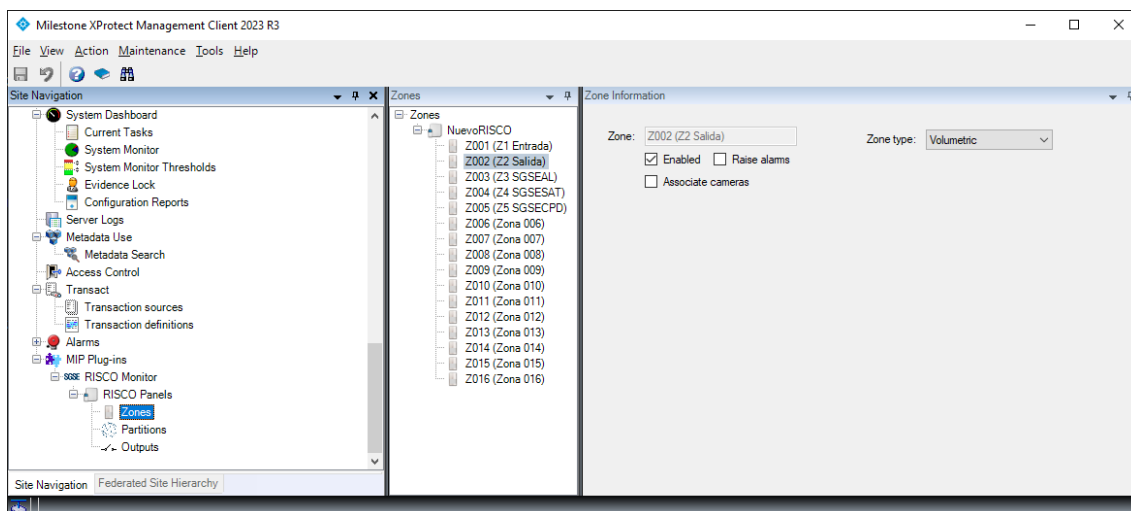 Milestone XProtect Management Client 2023 R3
File View Action Maintenance Tools Help
Site Navigation
System Dashboard
Current Tasks
System Monitor
System Monitor Thresholds
Evidence Lock
Configuration Reports
Server Logs
Metadata Use
Metadata Search
Access Control
Transact
Transaction sources
Transaction definitions
Alarms
MIP Plug-ins
SGSE RISCO Monitor
RISCO Panels
Zones
Partitions
Outputs
Site Navigation Federated Site Hierarchy
Zones
Zones
NuevoRISCO
Z001 (Z1 Entrada)
Z002 (Z2 Salida)
Z003 (Z3 SGSEAL)
Z004 (Z4 SGSESAT)
Z005 (Z5 SGSECPD)
Z006 (Zona 006)
Z007 (Zona 007)
Z008 (Zona 008)
Z009 (Zona 009)
Z010 (Zona 010)
Z011 (Zona 011)
Z012 (Zona 012)
Z013 (Zona 013)
Z014 (Zona 014)
Z015 (Zona 015)
Z016 (Zona 016)
Zone Information
Zone: Z002 (Z2 Salida) Zone type: Volumetric
Enabled Raise alarms
Associate cameras